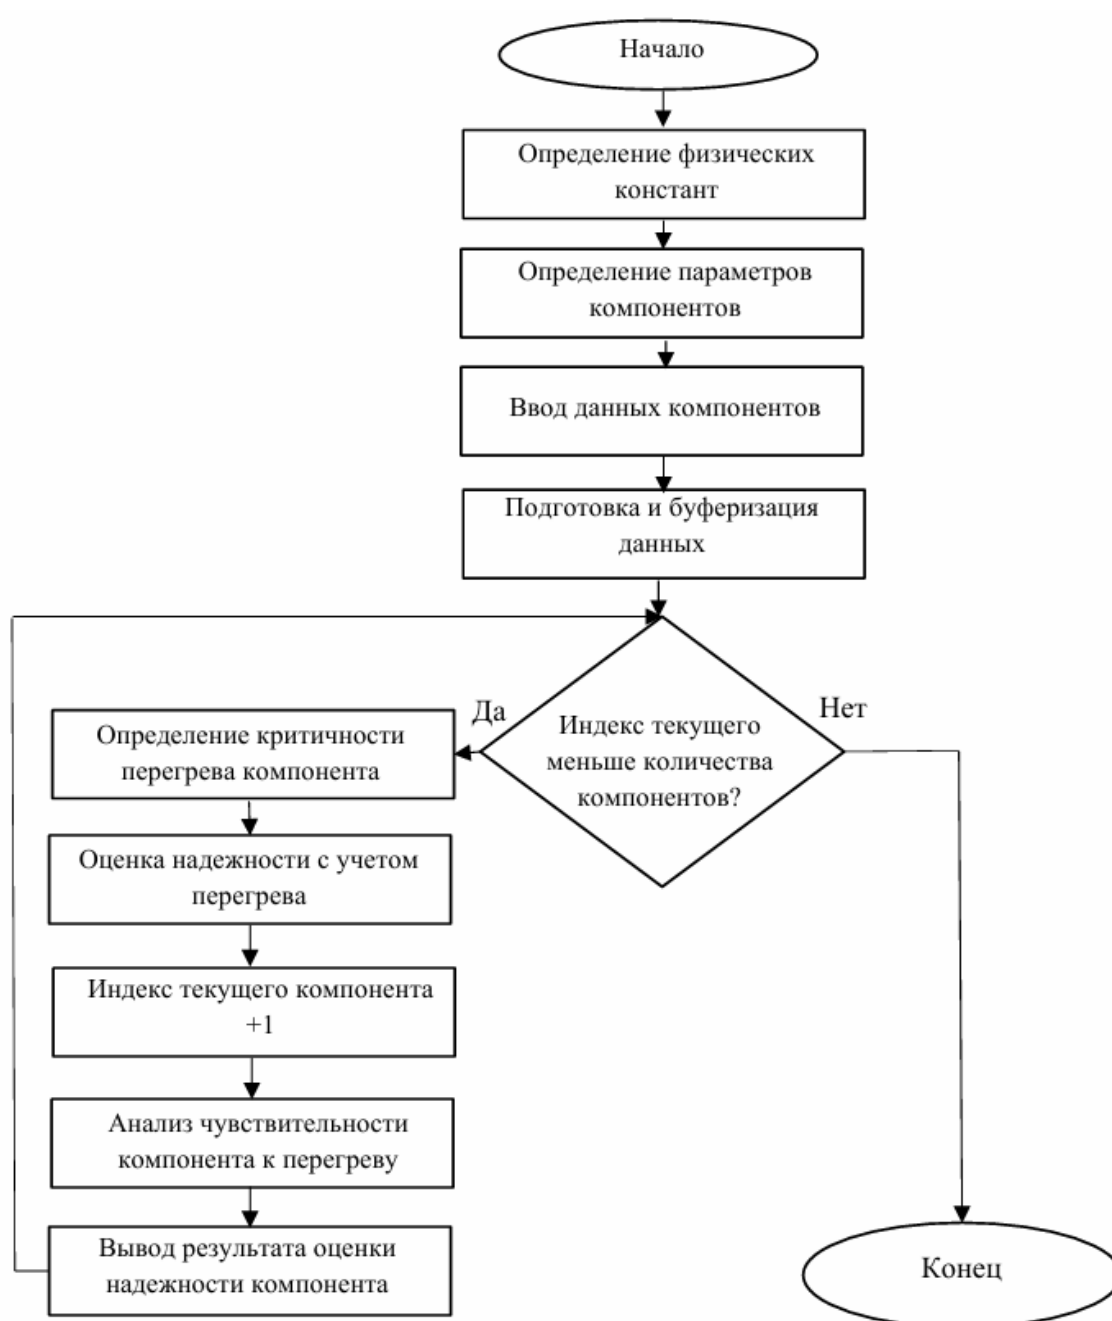 Начало
Определение физических
констант
Определение параметров
компонентов
Ввод данных компонентов
Подготовка и буферизация
данных
Да
Нет
Индекс текущего
меньше количества
компонентов?
Определение критичности
перегрева компонента
Оценка надежности с учетом
перегрева
Индекс текущего компонента
+1
Анализ чувствительности
компонента к перегреву
Вывод результата оценки
надежности компонента
Конец